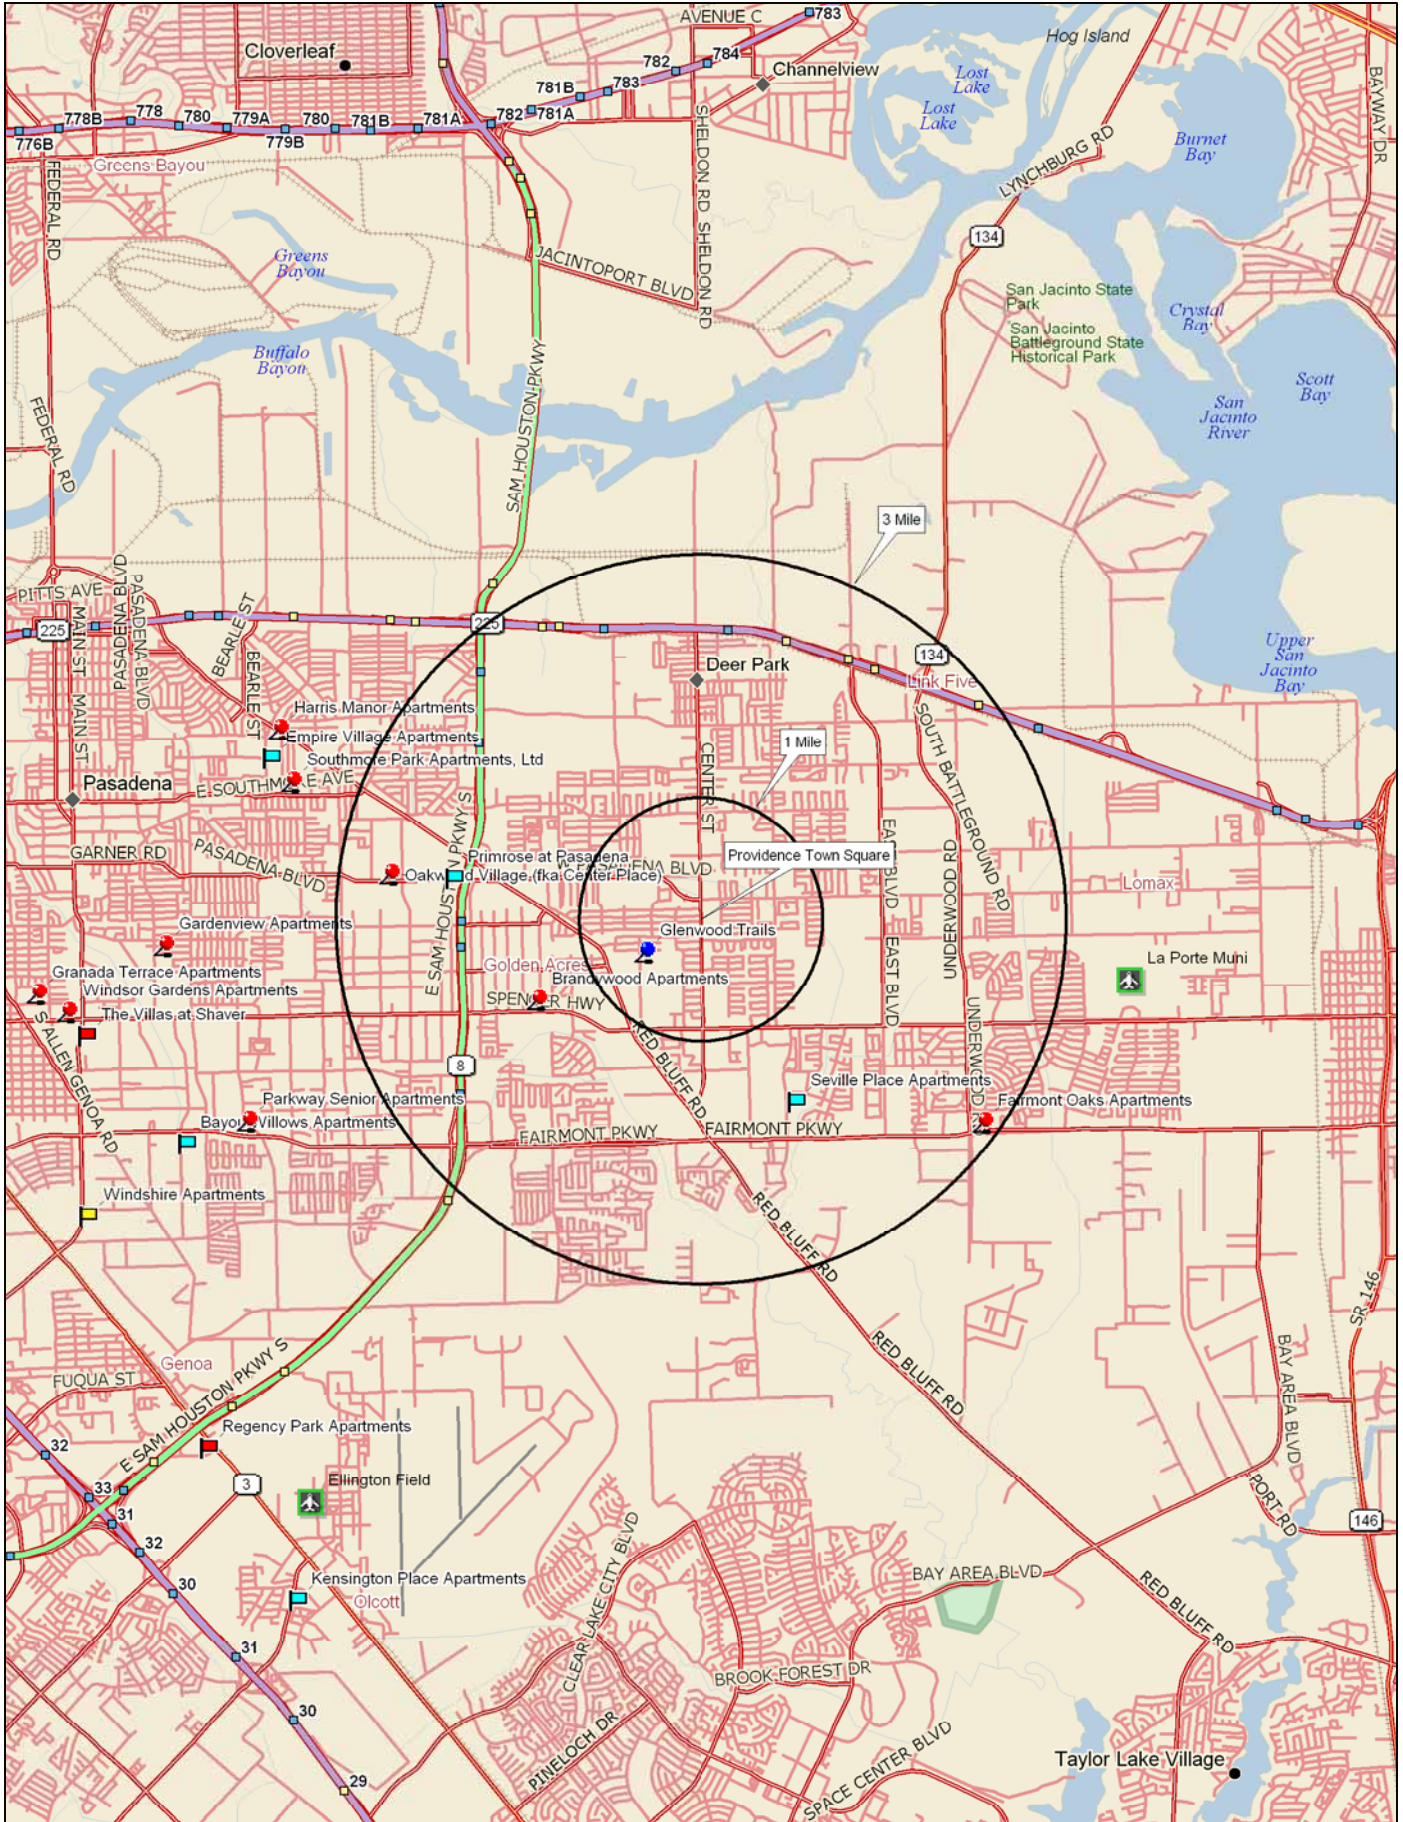 AVENUE C
783
Hog Island
Cloverleaf
782
784
Channelview
Lost
Lake
Lost
Lake
781B
783
BAYWAY DR
778B
778
780
779A
780
781B
781A
782
781A
776B
779B
Burnet
Bay
LYNCHBURG RD
Greens Bayou
FEDERAL RD
SHELDON RD
SHELDON RD
134
Greens
Bayou
JACINTOPORT BLVD
San Jacinto State
Park
San Jacinto
Battleground State
Historical Park
Crystal
Bay
Buffalo
Bayou
SAM HOUSTON PKWY
Scott
Bay
San
Jacinto
River
FEDERAL RD
3 Mile
PITTS AVE
PASADENA BLVD
PASADENA BLVD
BEARLE ST
225
225
MAIN ST
MAIN ST
BEARLE ST
Deer Park
134
Link Five
Upper
San
Jacinto
Bay
Harris Manor Apartments
Empire Village Apartments
Southmore Park Apartments, Ltd
SOUTH BATTLEGROUND RD
1 Mile
CENTER ST
Pasadena
E SOUTHM E AVE
GARNER RD
PASADENA BLVD
E SAM HOUSTON PKWY S
Primrose at Pasadena
Oakw d Village (fka Center Place)
W PASADENA BLVD
Providence Town Square
EAST BLVD
UNDERWOOD RD
Lomax
Gardenview Apartments
Glenwood Trails
EAST BLVD
La Porte Muni
Golden Acres
Granada Terrace Apartments
Brandywood Apartments
Windsor Gardens Apartments
SPENCER HWY
The Villas at Shaver
S ALLEN GENOA RD
UNDERWOOD R
RED BLUFF RD
8
Seville Place Apartments
Parkway Senior Apartments
Fairmont Oaks Apartments
Bayou Willows Apartments
FAIRMONT PKWY
FAIRMONT PKWY
Windshire Apartments
RED BLUFF RD
SR 146
Genoa
FUQUA ST
E SAM HOUSTON PKWY S
RED BLUFF RD
BAY AREA BLVD
Regency Park Apartments
32
3
Ellington Field
33
31
32
PORT RD
146
CLEAR LAKE CITY BLVD
Kensington Place Apartments
Olcott
30
BAY AREA BLVD
RED BLUFF RD
31
BROOK FOREST DR
30
PINELOCH DR
SPACE CENTER BLVD
Taylor Lake Village
29